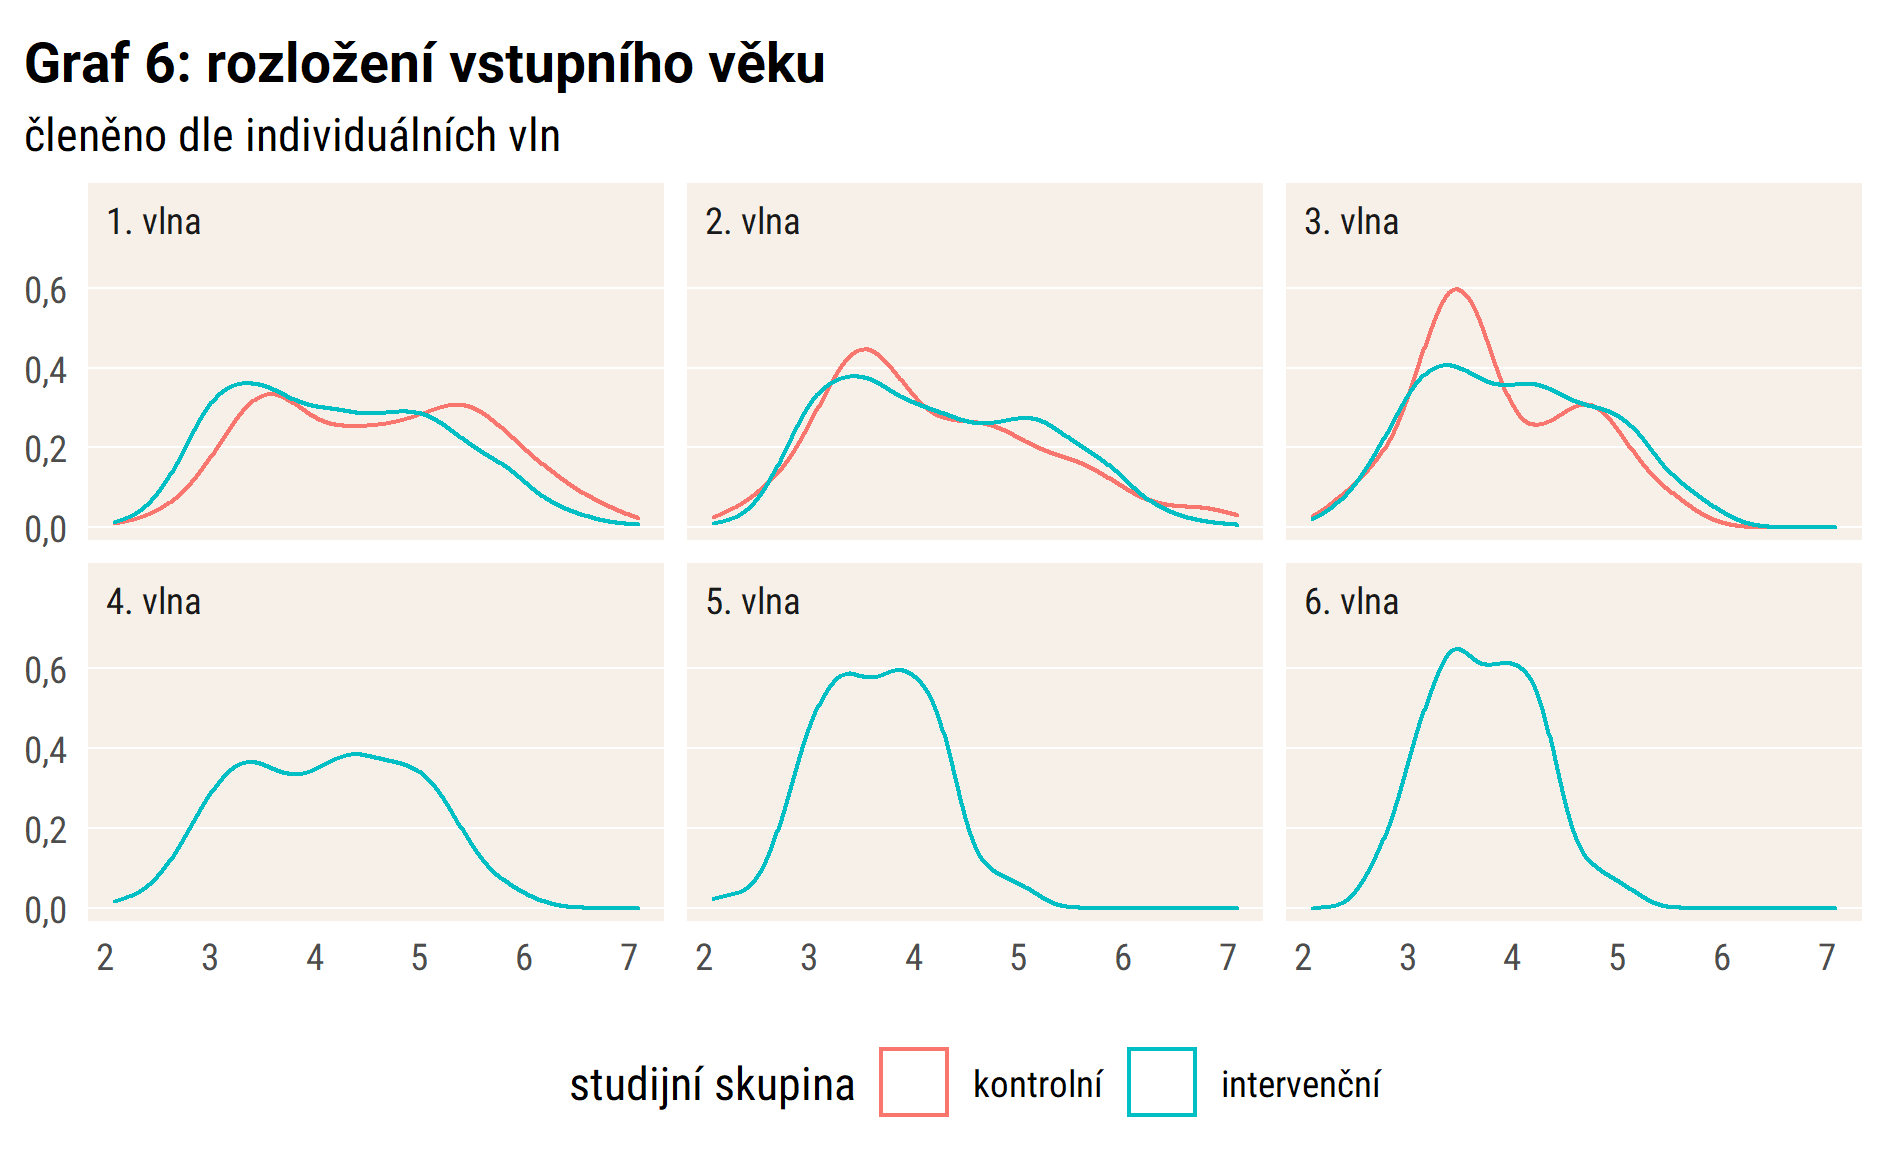 Graf 6: rozložení vstupního věku
členěno dle individuálních vln
1. vlna
2. vlna
3. vlna
0,6
0,4
0,2
0,0
4. vlna
5. vlna
6. vlna
0,6
0,4
0,2
0,0
2 3 4 5 6 7 2 3 4 5 6 7 2 3 4 5 6 7
studijní skupina kontrolní intervenční